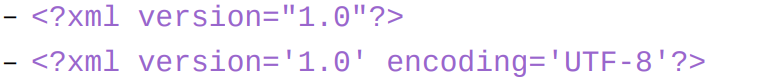 – <?xml version="1.0"?>
– <?xml version='1.0' encoding='UTF-8'?>